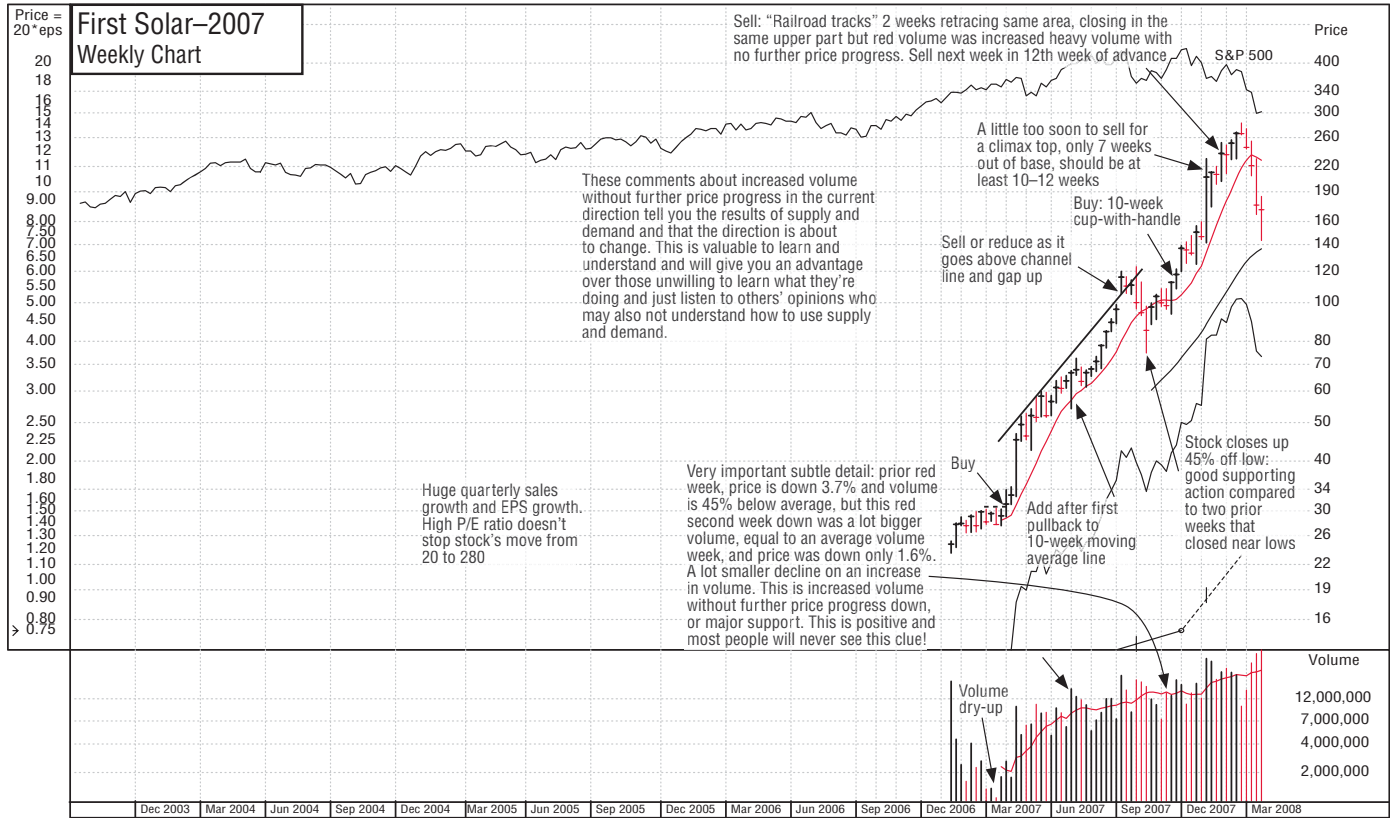 Price =
20*eps
First Solar–2007
Weekly Chart
Sell: “Railroad tracks” 2 weeks retracing same area, closing in the
same upper part but red volume was increased heavy volume with
no further price progress. Sell next week in 12th week of advance
S&P 500
Price
A little too soon to sell for
a climax top, only 7 weeks
out of base, should be at
least 10–12 weeks
These comments about increased volume
without further price progress in the current
direction tell you the results of supply and
demand and that the direction is about
to change. This is valuable to learn and
understand and will give you an advantage
over those unwilling to learn what they’re
doing and just listen to others’ opinions who
may also not understand how to use supply
and demand.
Buy: 10-week
cup-with-handle
Sell or reduce as it
goes above channel
line and gap up
Buy
Very important subtle detail: prior red
week, price is down 3.7% and volume
is 45% below average, but this red
second week down was a lot bigger
volume, equal to an average volume
week, and price was down only 1.6%.
A lot smaller decline on an increase
in volume. This is increased volume
without further price progress down,
or major support. This is positive and
most people will never see this clue!
Huge quarterly sales
growth and EPS growth.
High P/E ratio doesn’t
stop stock’s move from
20 to 280
Add after first
pullback to
10-week moving
average line
Stock closes up
45% off low:
good supporting
action compared
to two prior
weeks that
closed near lows
20
18
16
15
14
13
12
11
10
9.00
8.00
7.50
7.00
6.50
6.00
5.50
5.00
4.50
4.00
3.50
3.00
2.50
2.25
2.00
1.80
1.60
1.50
1.40
1.30
1.20
1.10
1.00
0.90
0.80
0.75
400
340
300
260
220
190
160
140
120
100
80
70
60
50
40
34
30
26
22
19
16
Volume
12,000,000
7,000,000
4,000,000
2,000,000
Volume
dry-up
Dec 2003 Mar 2004 Jun 2004 Sep 2004 Dec 2004 Mar 2005 Jun 2005 Sep 2005 Dec 2005 Mar 2006 Jun 2006 Sep 2006 Dec 2006 Mar 2007 Jun 2007 Sep 2007 Dec 2007 Mar 2008